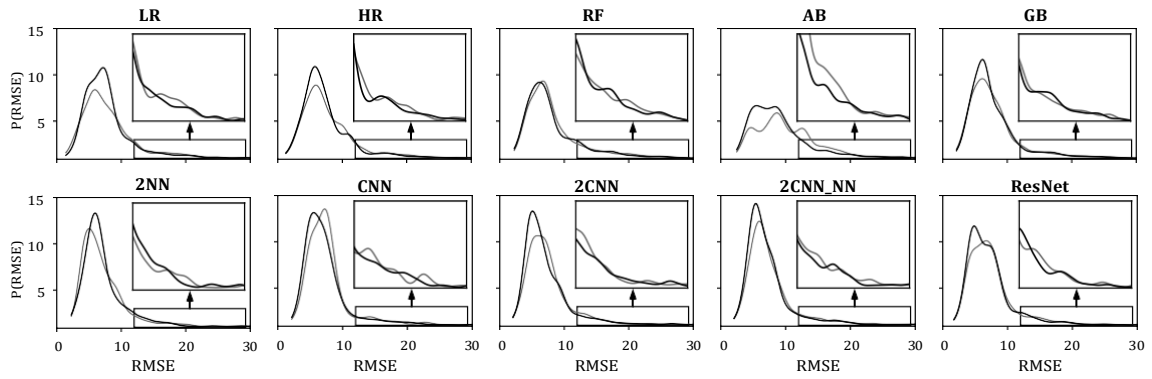 LR HR RF AB GB
15
10
5
P(RMSE)
2NN CNN 2CNN 2CNN_NN ResNet
15
10
5
P(RMSE)
0 10 20 30 0 10 20 30 0 10 20 30 0 10 20 30 0 10 20 30
RMSE RMSE RMSE RMSE RMSE